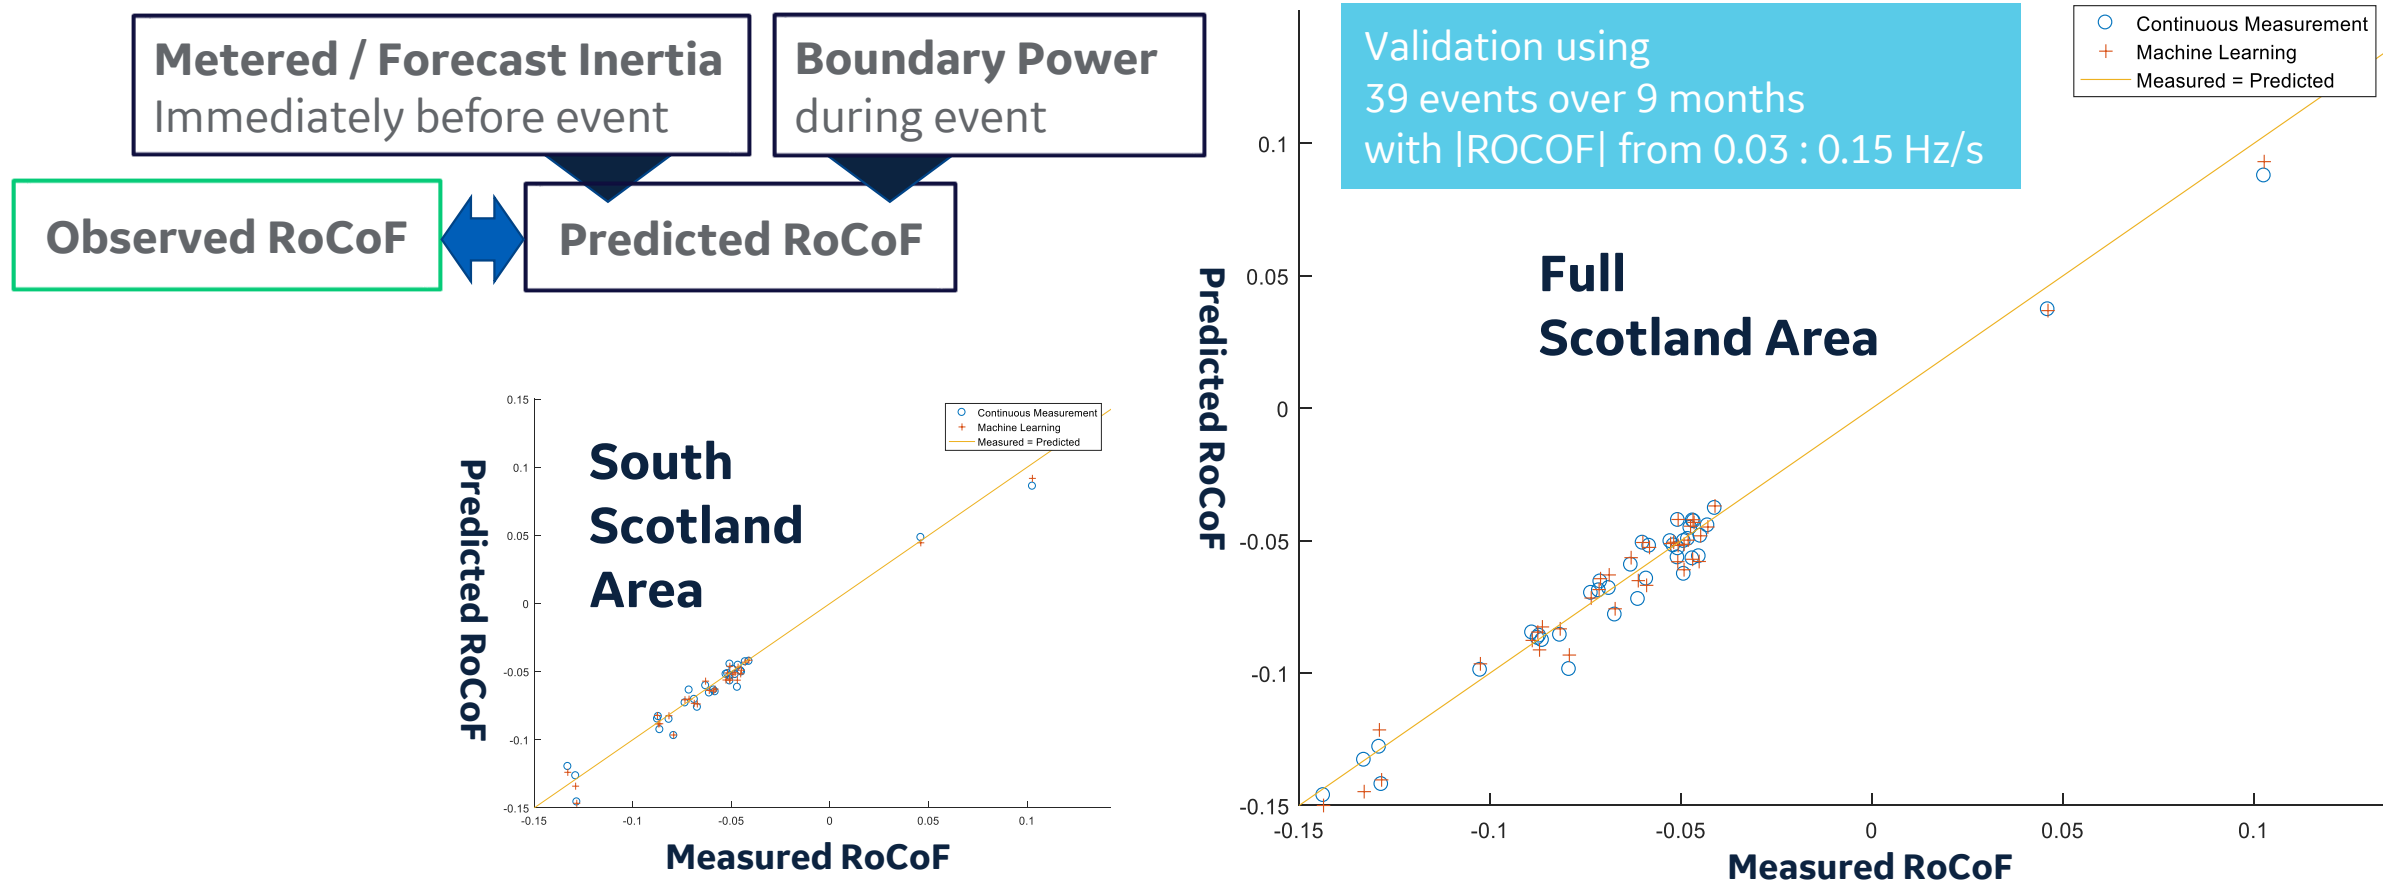 Metered / Forecast Inertia
Immediately before event
Boundary Power
during event
Observed RoCoF
Predicted RoCoF
Validation using
39 events over 9 months
with |ROCOF| from 0.03 : 0.15 Hz/s
Continuous Measurement
Machine Learning
Measured = Predicted
Full
Scotland Area
Predicted RoCoF
0.1
0.05
0
-0.05
-0.1
-0.15
-0.15
-0.1
-0.05
0
0.05
0.1
Measured RoCoF
South
Scotland
Area
Continuous Measurement
Machine Learning
Measured = Predicted
Predicted RoCoF
0.15
0.1
0.05
0
-0.05
-0.1
-0.15
-0.15
-0.1
-0.05
0
0.05
0.1
Measured RoCoF